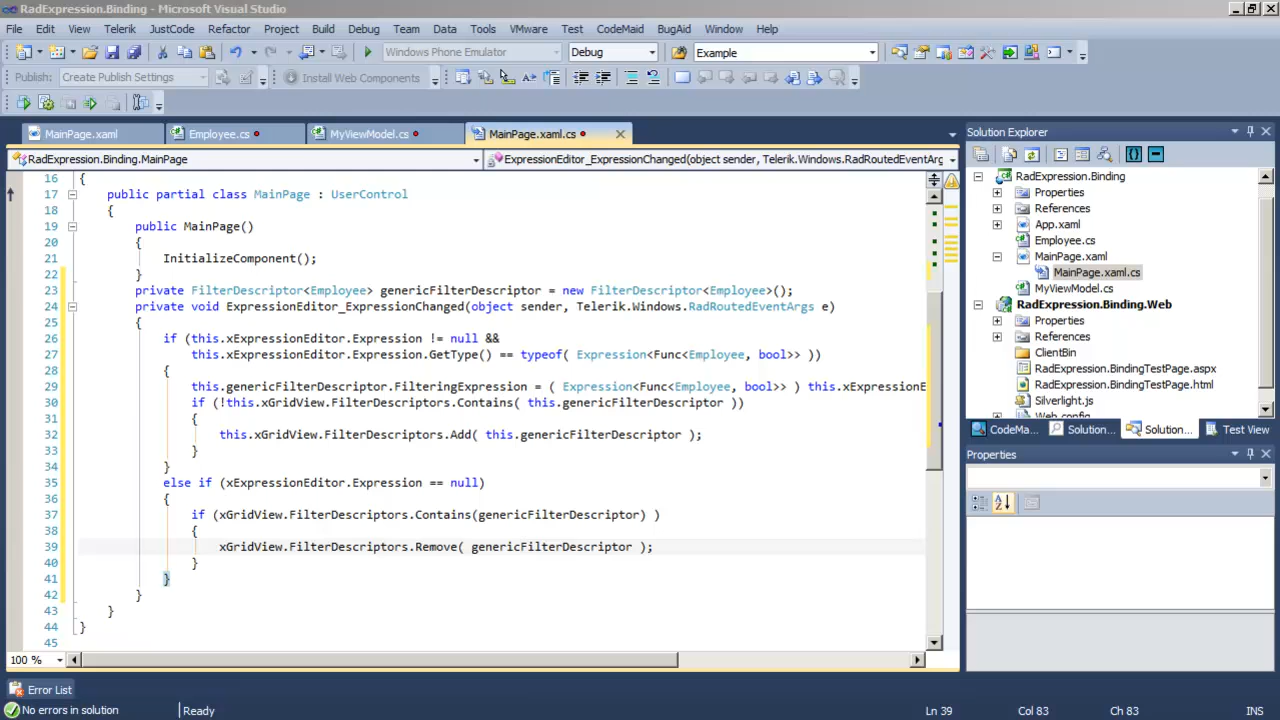 RadExpression.Binding - Microsoft Visual Studio
File Edit View Telerik JustCode Refactor Project Build Debug Team Data Tools VMware Test CodeMaid BugAid Window Help
Windows Phone Emulator Debug Example
Publish: Create Publish Settings Install Web Components
MainPage.xaml Employee.cs MyViewModel.cs MainPage.xaml.cs
RadExpression.Binding.MainPage ExpressionEditor_ExpressionChanged(object sender, Telerik.Windows.RadRoutedEventArg
16 {
17 public partial class MainPage : UserControl
18 {
19 public MainPage()
20 {
21 InitializeComponent();
22 }
23 private FilterDescriptor<Employee> genericFilterDescriptor = new FilterDescriptor<Employee>();
24 private void ExpressionEditor_ExpressionChanged(object sender, Telerik.Windows.RadRoutedEventArgs e)
25 {
26 if (this.xExpressionEditor.Expression != null &&
27 this.xExpressionEditor.Expression.GetType() == typeof( Expression<Func<Employee, bool>> ))
28 {
29 this.genericFilterDescriptor.FilteringExpression = ( Expression<Func<Employee, bool>> ) this.xExpressionE
30 if (!this.xGridView.FilterDescriptors.Contains( this.genericFilterDescriptor ))
31 {
32 this.xGridView.FilterDescriptors.Add( this.genericFilterDescriptor );
33 }
34 }
35 else if (xExpressionEditor.Expression == null)
36 {
37 if (xGridView.FilterDescriptors.Contains(genericFilterDescriptor) )
38 {
39 xGridView.FilterDescriptors.Remove( genericFilterDescriptor );
40 }
41 }
42 }
43 }
44 }
45
100 %
Solution Explorer
RadExpression.Binding
Properties
References
App.xaml
Employee.cs
MainPage.xaml
MainPage.xaml.cs
MyViewModel.cs
RadExpression.Binding.Web
Properties
References
ClientBin
RadExpression.BindingTestPage.aspx
RadExpression.BindingTestPage.html
Silverlight.js
Web.config
CodeMa... Solution... Solution... Test View
Properties
Error List
No errors in solution Ready Ln 39 Col 83 Ch 83 INS